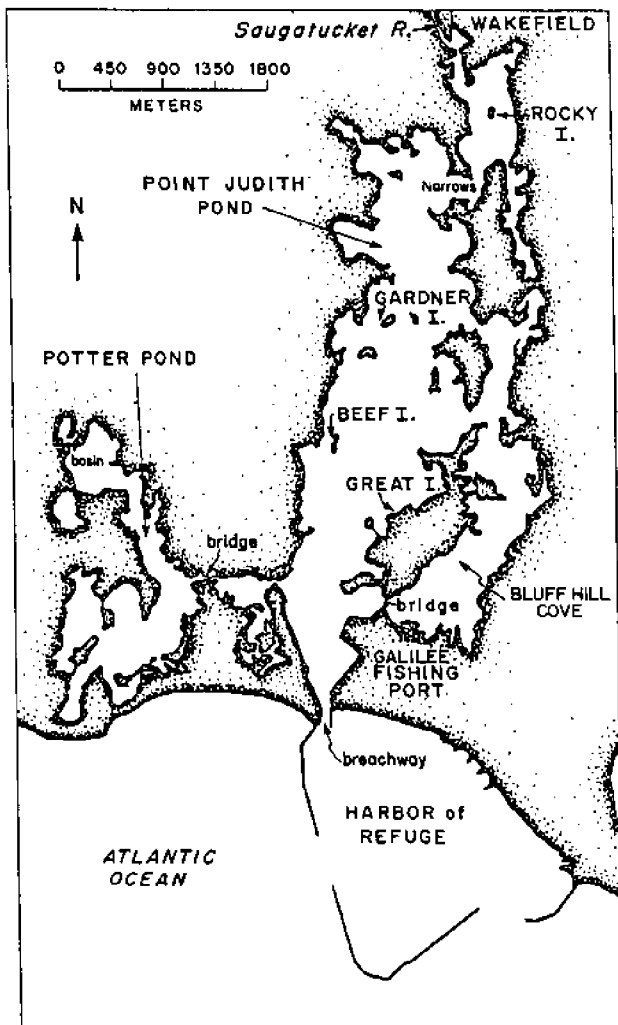 Saugatucket R.
WAKEFIELD
0 450 900 1350 1800
METERS
ROCKY
I.
Narrows
POINT JUDITH
POND
N
GARDNER
I.
POTTER POND
BEEF I.
basin
GREAT I.
bridge
BLUFF HILL
COVE
bridge
GALILEE
FISHING
PORT
breachway
HARBOR of
REFUGE
ATLANTIC
OCEAN